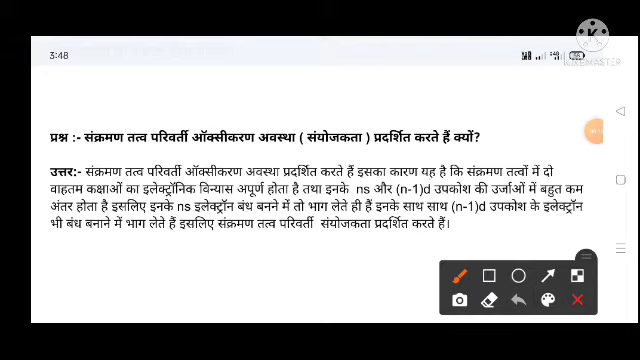 3:48
प्रश्न :- संक्रमण तत्व परिवर्ती ऑक्सीकरण अवस्था ( संयोजकता ) प्रदर्शित करते हैं क्यों?
उत्तर:- संक्रमण तत्व परिवर्ती ऑक्सीकरण अवस्था प्रदर्शित करते हैं इसका कारण यह है कि संक्रमण तत्वों में दो
वाहतम कक्षाओं का इलेक्ट्रॉनिक विन्यास अपूर्ण होता है तथा इनके ns और (n-1)d उपकोश की उर्जाओं में बहुत कम
अंतर होता है इसलिए इनके ns इलेक्ट्रॉन बंध बनने में तो भाग लेते ही हैं इनके साथ साथ (n-1)d उपकोश के इलेक्ट्रॉन
भी बंध बनाने में भाग लेते हैं इसलिए संक्रमण तत्व परिवर्ती संयोजकता प्रदर्शित करते हैं।
KINEMASTER